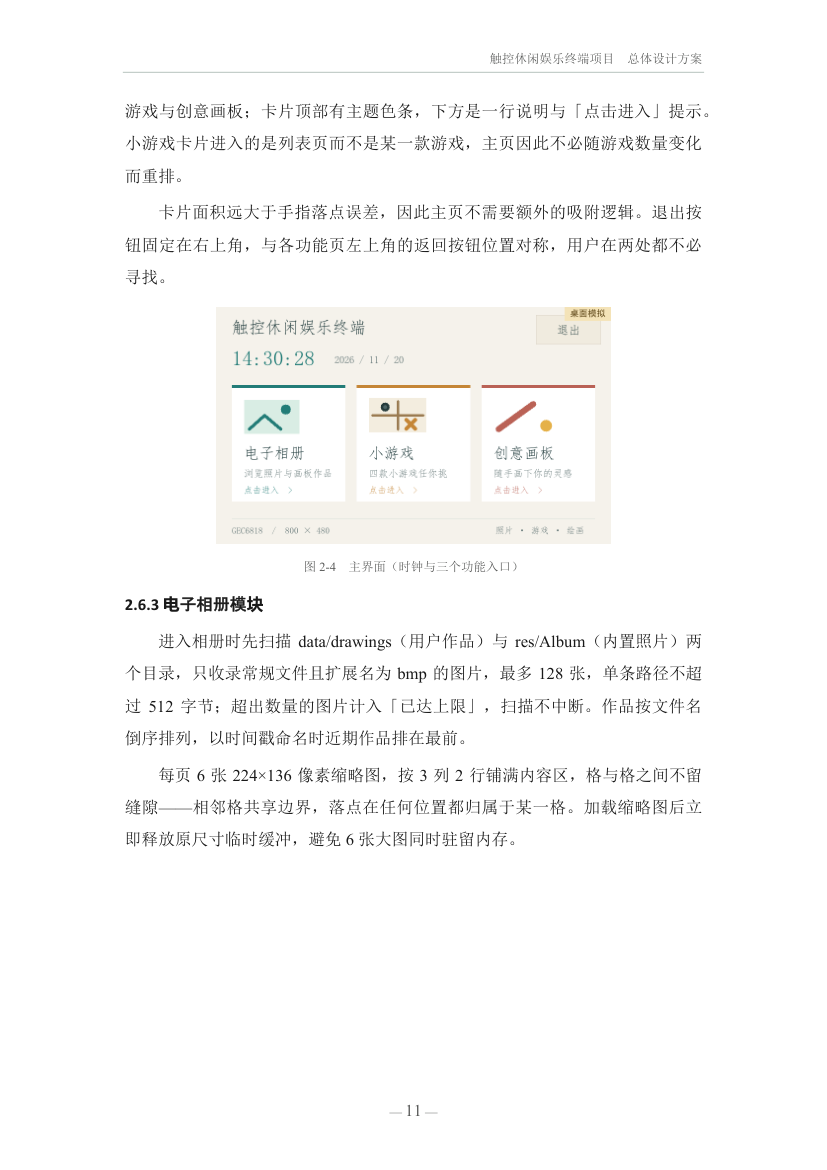 触控休闲娱乐终端项目　总体设计方案
游戏与创意画板；卡片顶部有主题色条，下方是一行说明与「点击进入」提示。
小游戏卡片进入的是列表页而不是某一款游戏，主页因此不必随游戏数量变化
而重排。
卡片面积远大于手指落点误差，因此主页不需要额外的吸附逻辑。退出按
钮固定在右上角，与各功能页左上角的返回按钮位置对称，用户在两处都不必
寻找。
桌面模拟
触控休闲娱乐终端
退出
14:30:28 2026 / 11 / 20
电子相册
浏览照片与画板作品
点击进入 >
小游戏
四款小游戏任你挑
点击进入 >
创意画板
随手画下你的灵感
点击进入 >
GEC6818 / 800 × 480
照片 • 游戏 • 绘画
图 2-4　主界面（时钟与三个功能入口）
2.6.3 电子相册模块
进入相册时先扫描 data/drawings（用户作品）与 res/Album（内置照片）两
个目录，只收录常规文件且扩展名为 bmp 的图片，最多 128 张，单条路径不超
过 512 字节；超出数量的图片计入「已达上限」，扫描不中断。作品按文件名
倒序排列，以时间戳命名时近期作品排在最前。
每页 6 张 224×136 像素缩略图，按 3 列 2 行铺满内容区，格与格之间不留
缝隙——相邻格共享边界，落点在任何位置都归属于某一格。加载缩略图后立
即释放原尺寸临时缓冲，避免 6 张大图同时驻留内存。
— 11 —